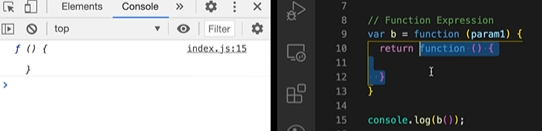 Elements
Console
»
top
Filter
f () {
index.js:15
}
>
7
8 // Function Expression
9 var b = function (param1) {
10 return function () {
11
12 }
13 }
14
15 console.log(b());